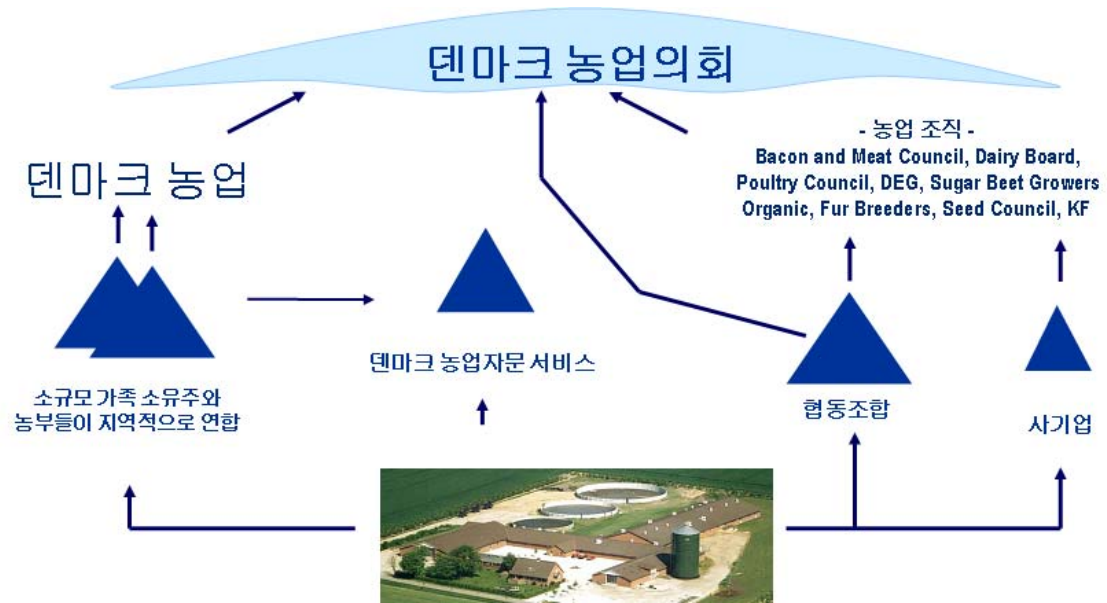 덴마크 농업의회
- 농업 조직 -
Bacon and Meat Council, Dairy Board,
Poultry Council, DEG, Sugar Beet Growers
Organic, Fur Breeders, Seed Council, KF
덴마크 농업
덴마크 농업자문 서비스
소규모 가족 소유주와
농부들이 지역적으로 연합
협동조합
사기업